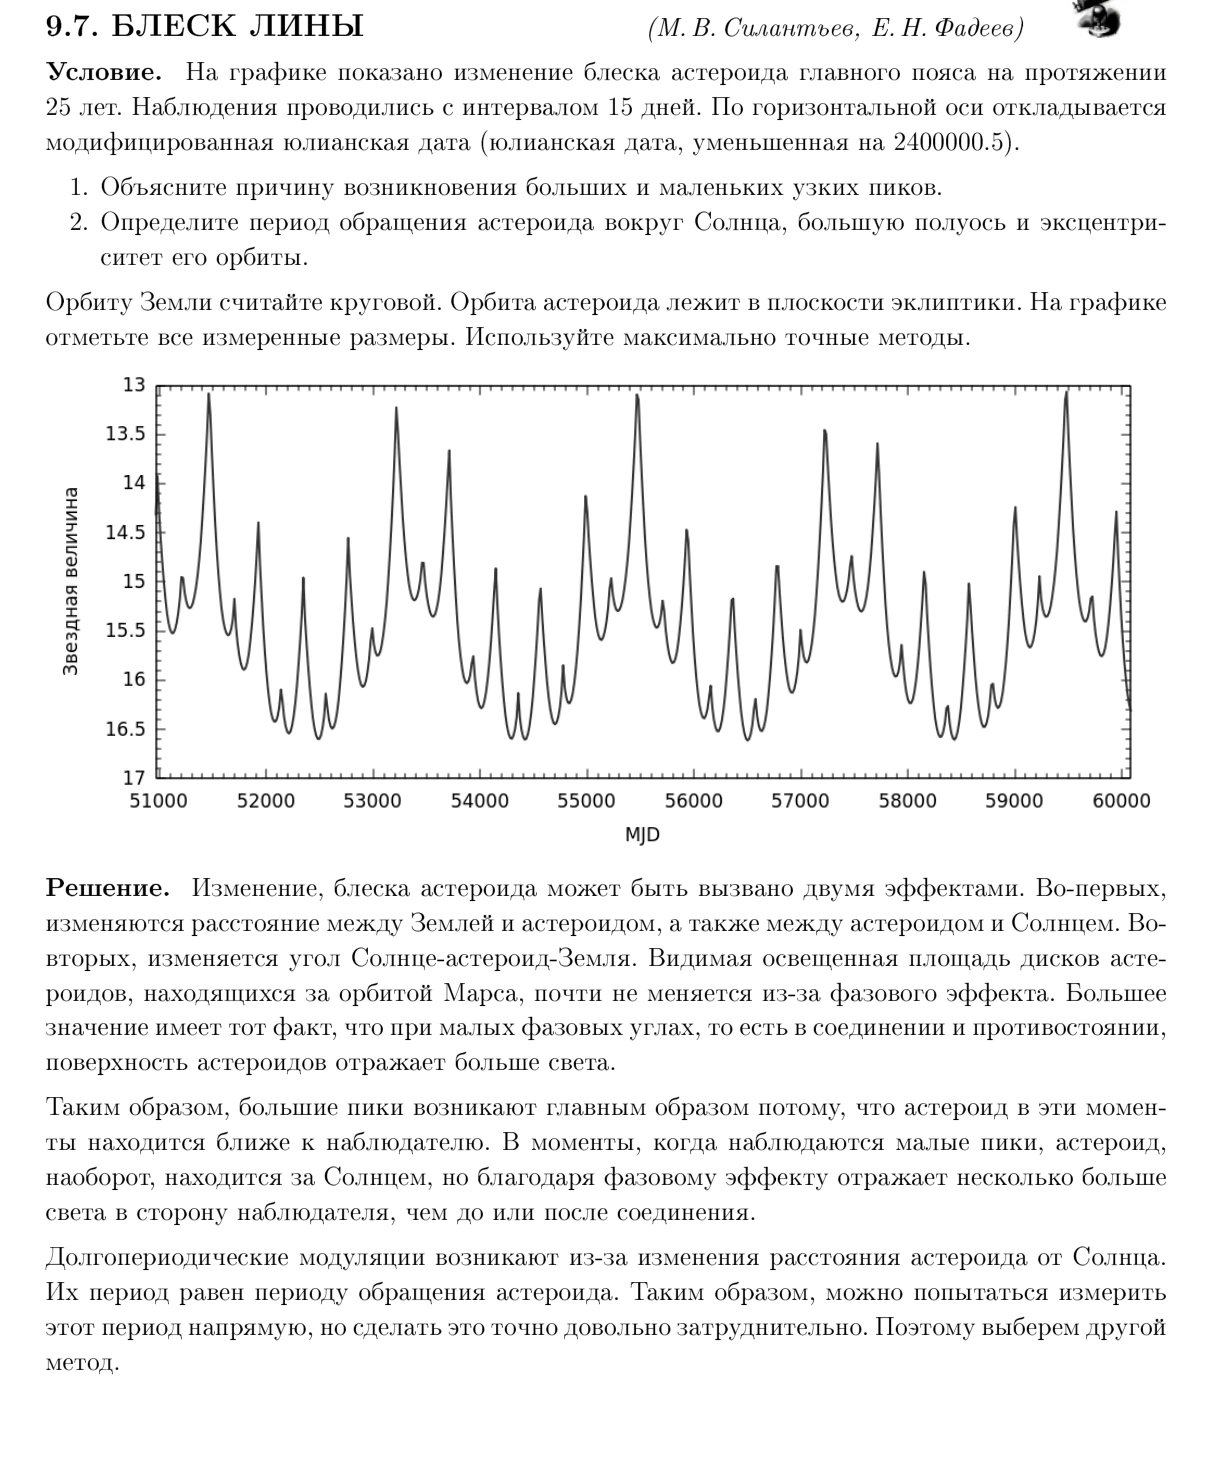 9.7. БЛЕСК ЛИНЫ (М. В. Силантьев, Е. Н. Фадеев)
Условие. На графике показано изменение блеска астероида главного пояса на протяжении
25 лет. Наблюдения проводились с интервалом 15 дней. По горизонтальной оси откладывается
модифицированная юлианская дата (юлианская дата, уменьшенная на 2400000.5).
1. Объясните причину возникновения больших и маленьких узких пиков.
2. Определите период обращения астероида вокруг Солнца, большую полуось и эксцентри-
ситет его орбиты.
Орбиту Земли считайте круговой. Орбита астероида лежит в плоскости эклиптики. На графике
отметьте все измеренные размеры. Используйте максимально точные методы.
13
13.5
14
14.5
15
15.5
16
16.5
17
Звездная величина
51000 52000 53000 54000 55000 56000 57000 58000 59000 60000
MJD
Решение. Изменение, блеска астероида может быть вызвано двумя эффектами. Во-первых,
изменяются расстояние между Землей и астероидом, а также между астероидом и Солнцем. Во-
вторых, изменяется угол Солнце-астероид-Земля. Видимая освещенная площадь дисков асте-
роидов, находящихся за орбитой Марса, почти не меняется из-за фазового эффекта. Большее
значение имеет тот факт, что при малых фазовых углах, то есть в соединении и противостоянии,
поверхность астероидов отражает больше света.
Таким образом, большие пики возникают главным образом потому, что астероид в эти момен-
ты находится ближе к наблюдателю. В моменты, когда наблюдаются малые пики, астероид,
наоборот, находится за Солнцем, но благодаря фазовому эффекту отражает несколько больше
света в сторону наблюдателя, чем до или после соединения.
Долгопериодические модуляции возникают из-за изменения расстояния астероида от Солнца.
Их период равен периоду обращения астероида. Таким образом, можно попытаться измерить
этот период напрямую, но сделать это точно довольно затруднительно. Поэтому выберем другой
метод.